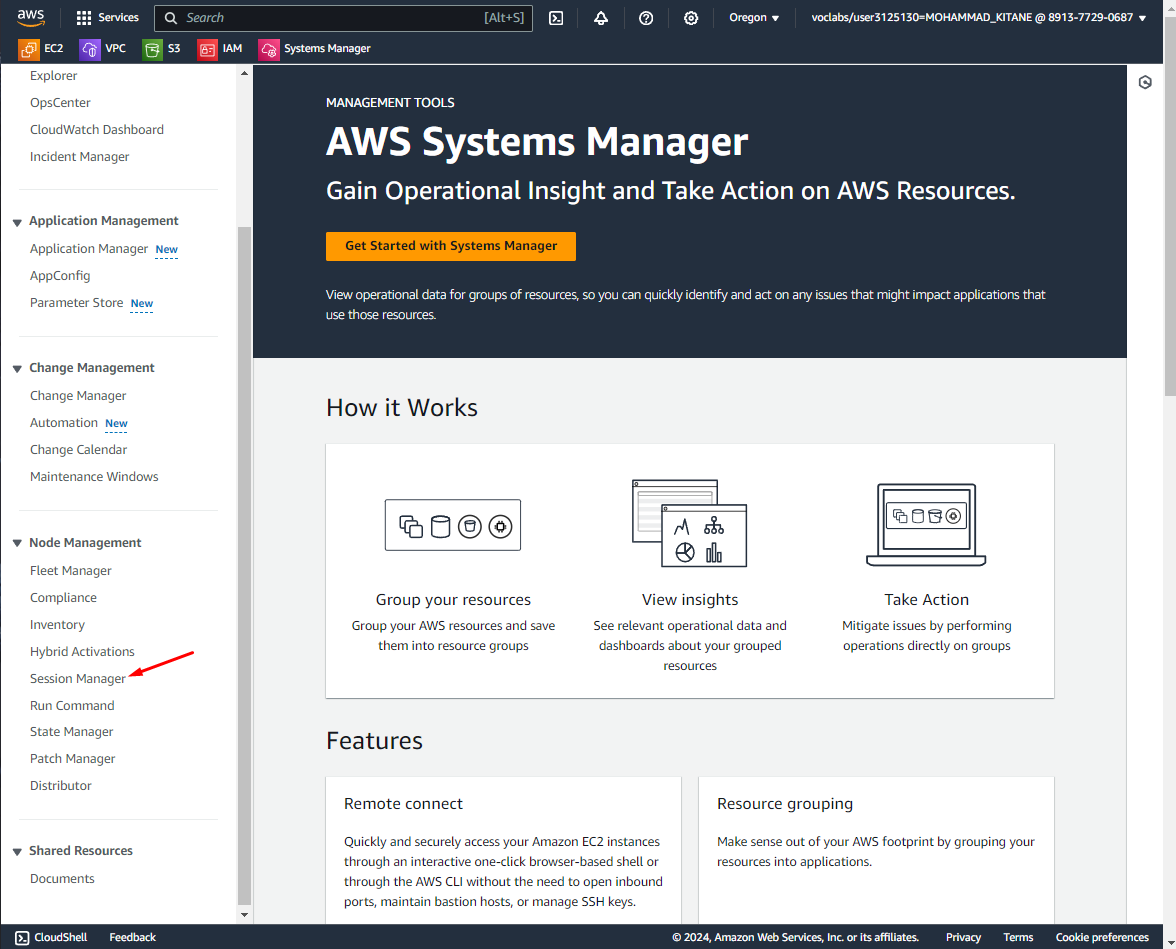 aws
Services
Search
[Alt+S]
Oregon
voclabs/user3125130=MOHAMMAD_KITANE @ 8913-7729-0687
EC2
VPC
S3
IAM
Systems Manager
Explorer
OpsCenter
CloudWatch Dashboard
Incident Manager
Application Management
Application Manager New
AppConfig
Parameter Store New
Change Management
Change Manager
Automation New
Change Calendar
Maintenance Windows
Node Management
Fleet Manager
Compliance
Inventory
Hybrid Activations
Session Manager
Run Command
State Manager
Patch Manager
Distributor
Shared Resources
Documents
MANAGEMENT TOOLS
AWS Systems Manager
Gain Operational Insight and Take Action on AWS Resources.
Get Started with Systems Manager
View operational data for groups of resources, so you can quickly identify and act on any issues that might impact applications that
use those resources.
How it Works
Group your resources
Group your AWS resources and save
them into resource groups
View insights
See relevant operational data and
dashboards about your grouped
resources
Take Action
Mitigate issues by performing
operations directly on groups
Features
Remote connect
Quickly and securely access your Amazon EC2 instances
through an interactive one-click browser-based shell or
through the AWS CLI without the need to open inbound
ports, maintain bastion hosts, or manage SSH keys.
Resource grouping
Make sense out of your AWS footprint by grouping your
resources into applications.
CloudShell
Feedback
© 2024, Amazon Web Services, Inc. or its affiliates.
Privacy
Terms
Cookie preferences